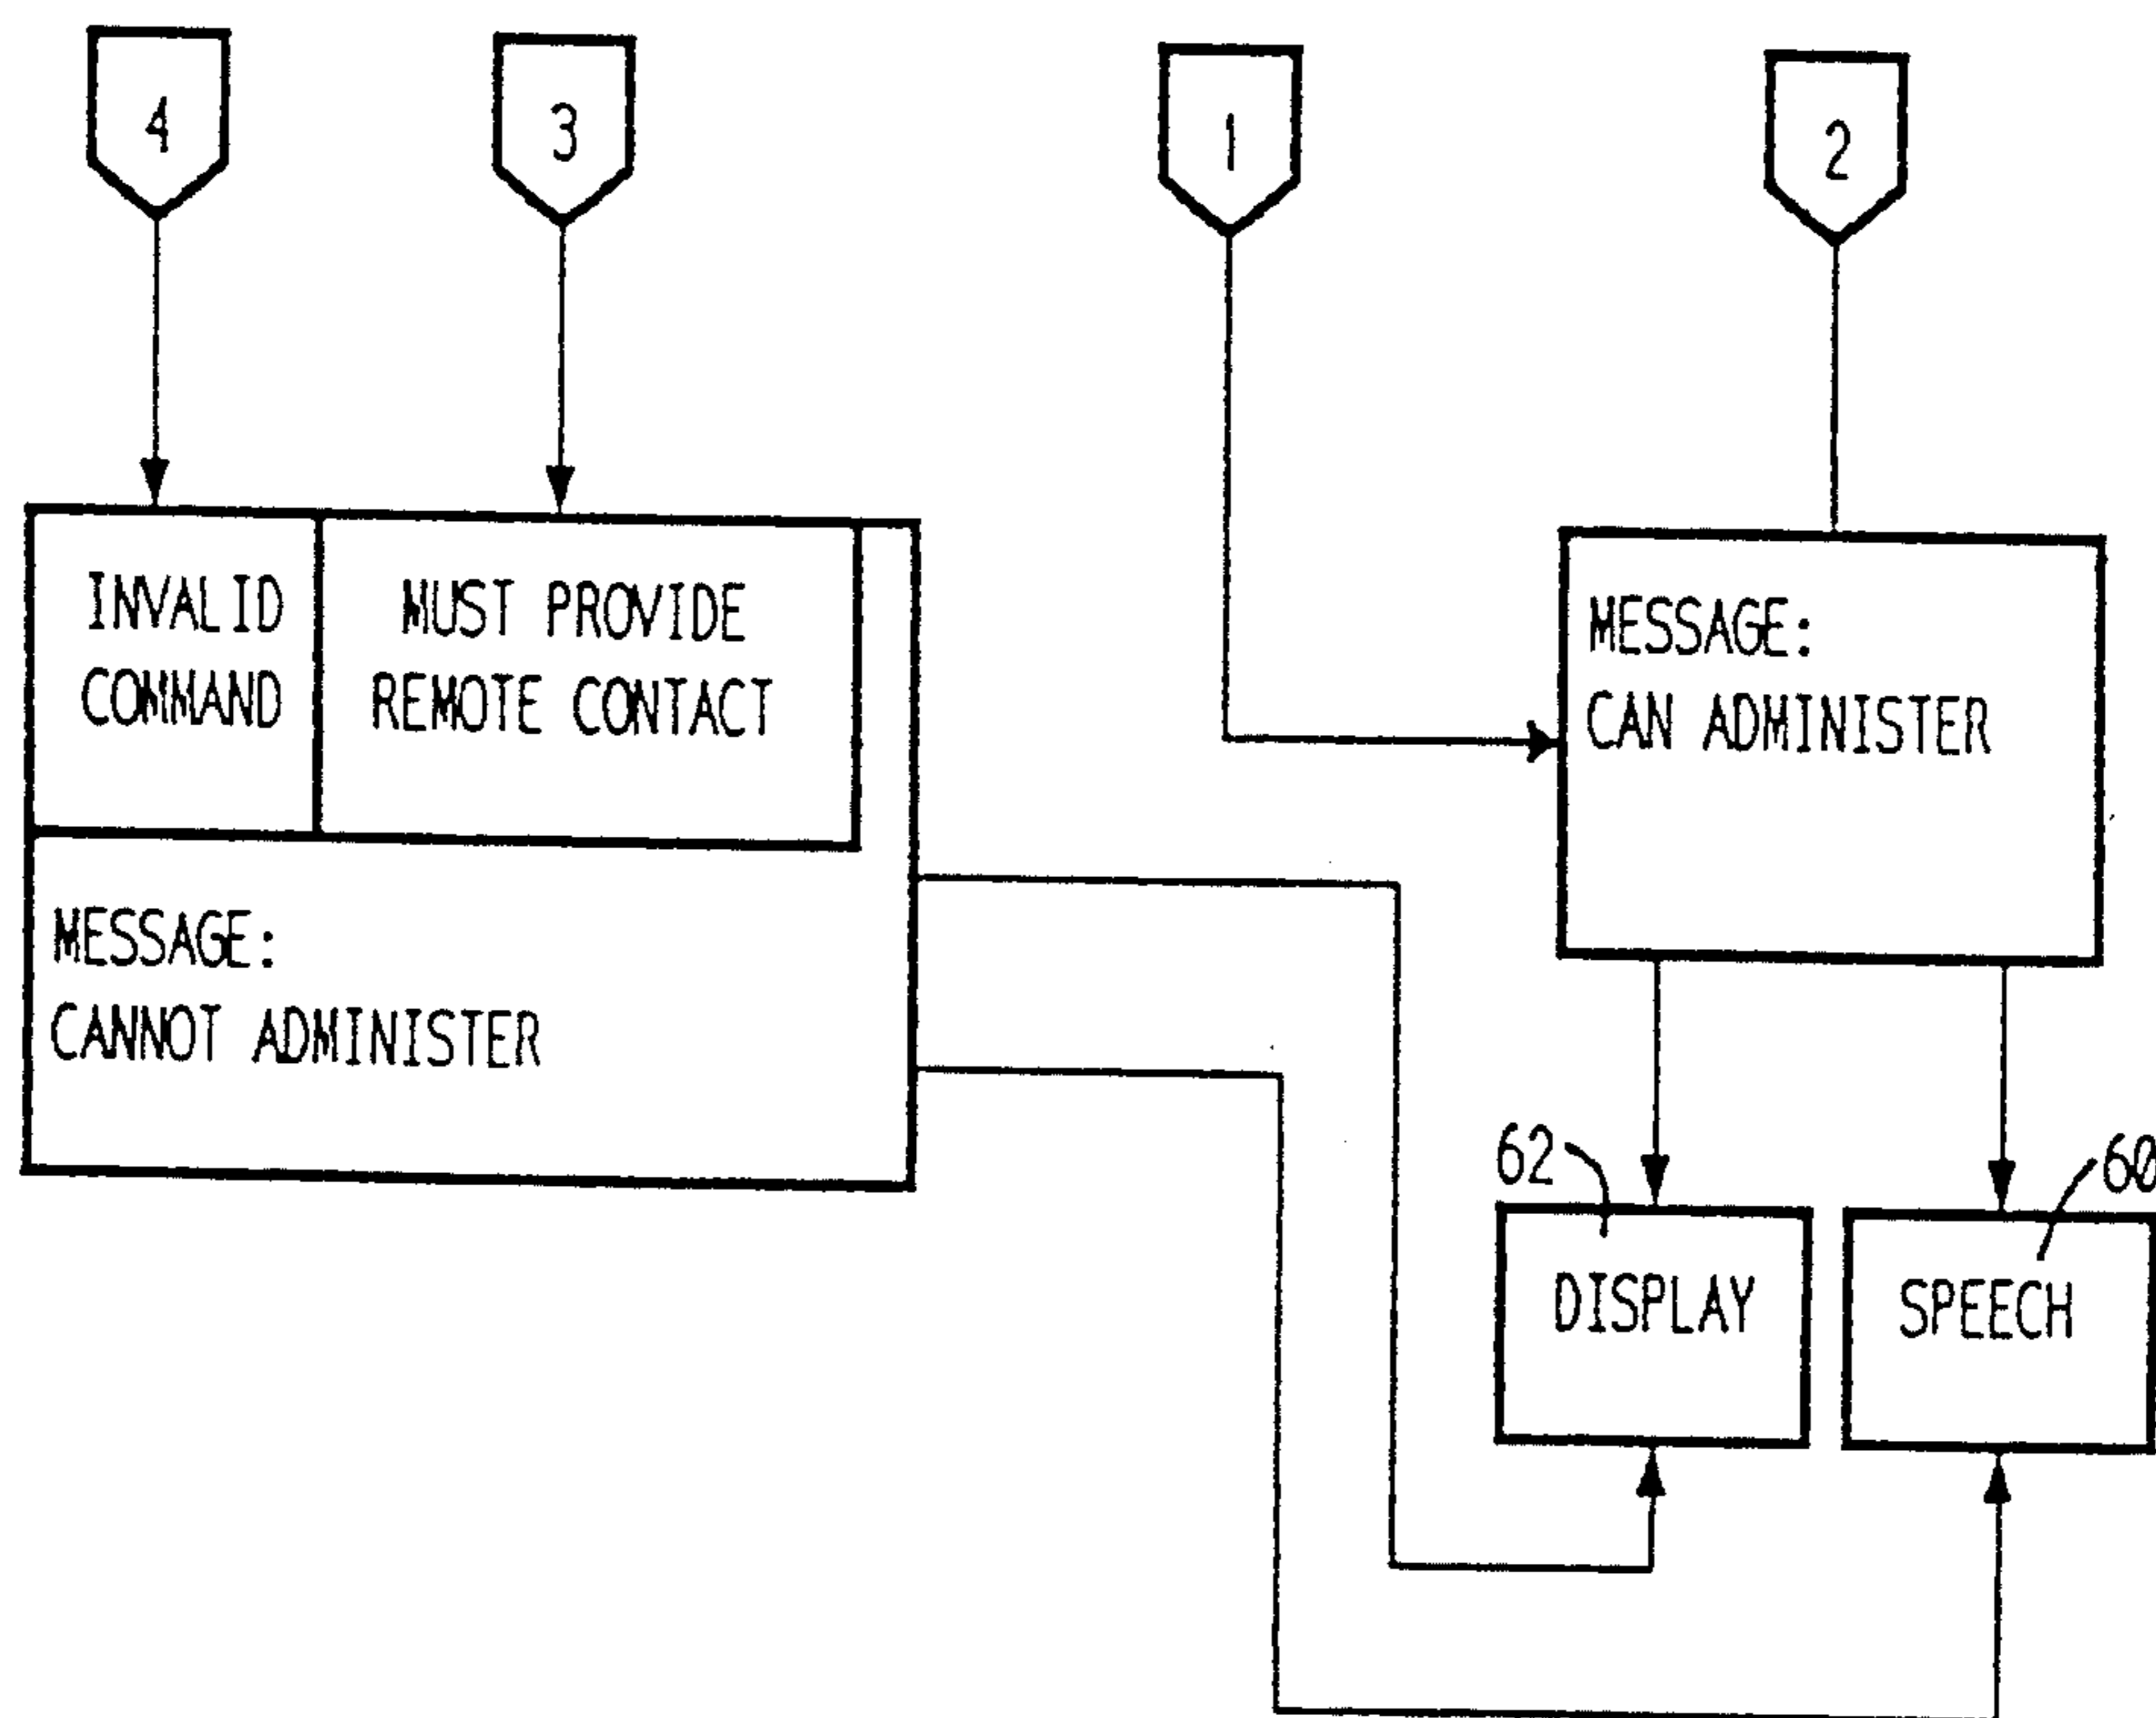 4
3
1
2
INVALID
COMMAND
MUST PROVIDE
REMOTE CONTACT
MESSAGE:
CANNOT ADMINISTER
MESSAGE:
CAN ADMINISTER
62
60
DISPLAY
SPEECH